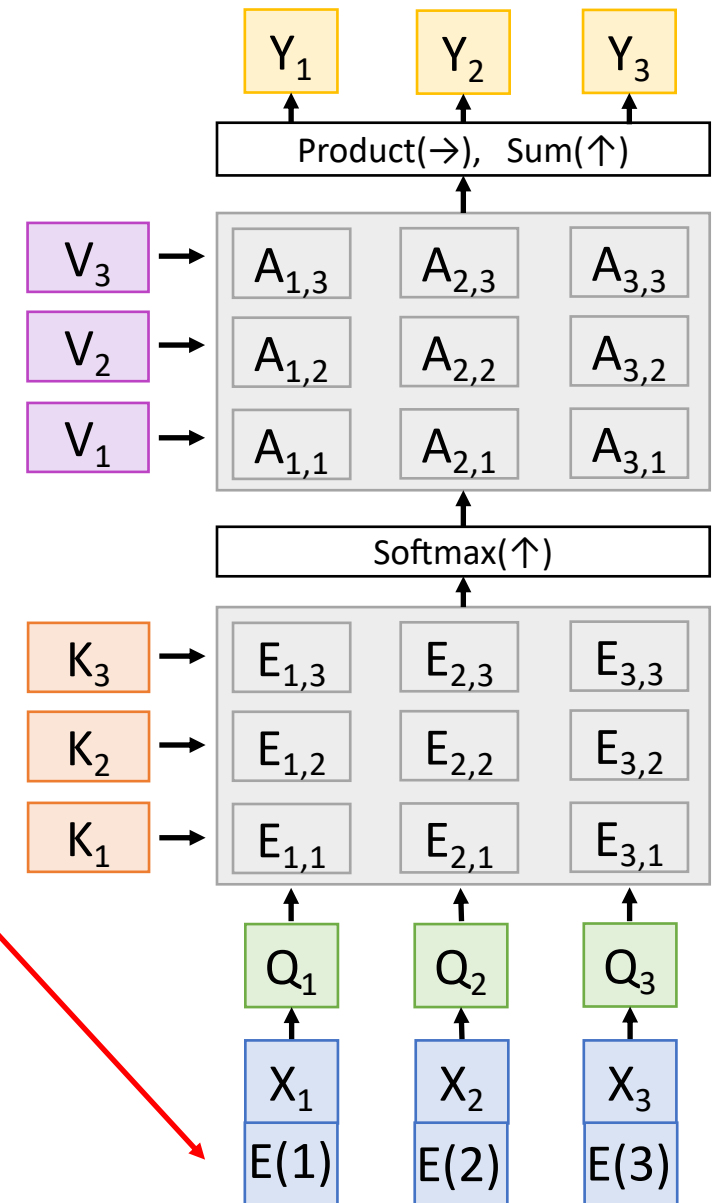 Y₁ Y₂ Y₃
Product(→), Sum(↑)
V₃ A₁,₃ A₂,₃ A₃,₃
V₂ A₁,₂ A₂,₂ A₃,₂
V₁ A₁,₁ A₂,₁ A₃,₁
Softmax(↑)
K₃ E₁,₃ E₂,₃ E₃,₃
K₂ E₁,₂ E₂,₂ E₃,₂
K₁ E₁,₁ E₂,₁ E₃,₁
Q₁ Q₂ Q₃
X₁ X₂ X₃
E(1) E(2) E(3)